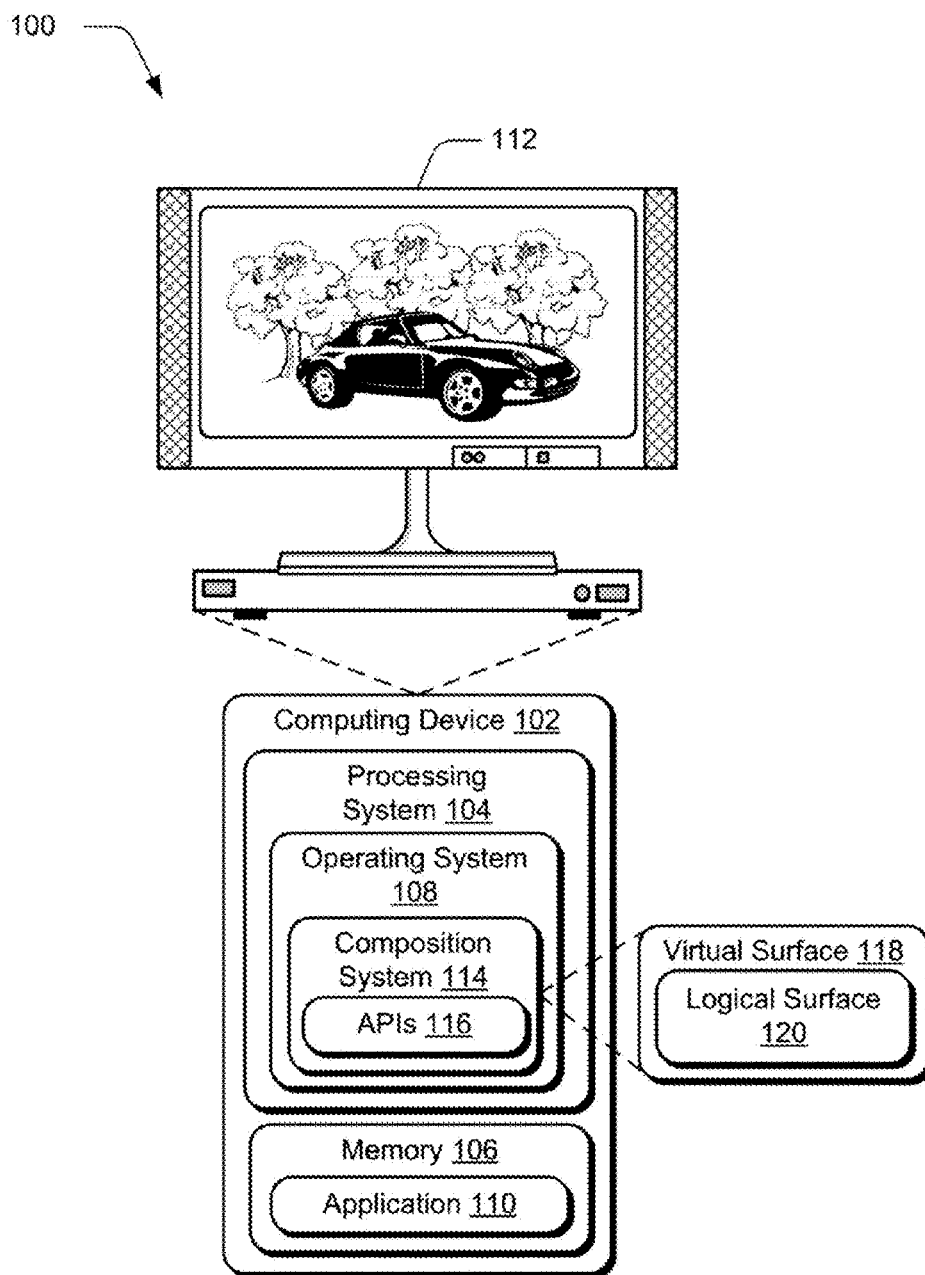 100
112
Computing Device 102
Processing
System 104
Operating System
108
Composition
System 114
APIs 116
Virtual Surface 118
Logical Surface
120
Memory 106
Application 110